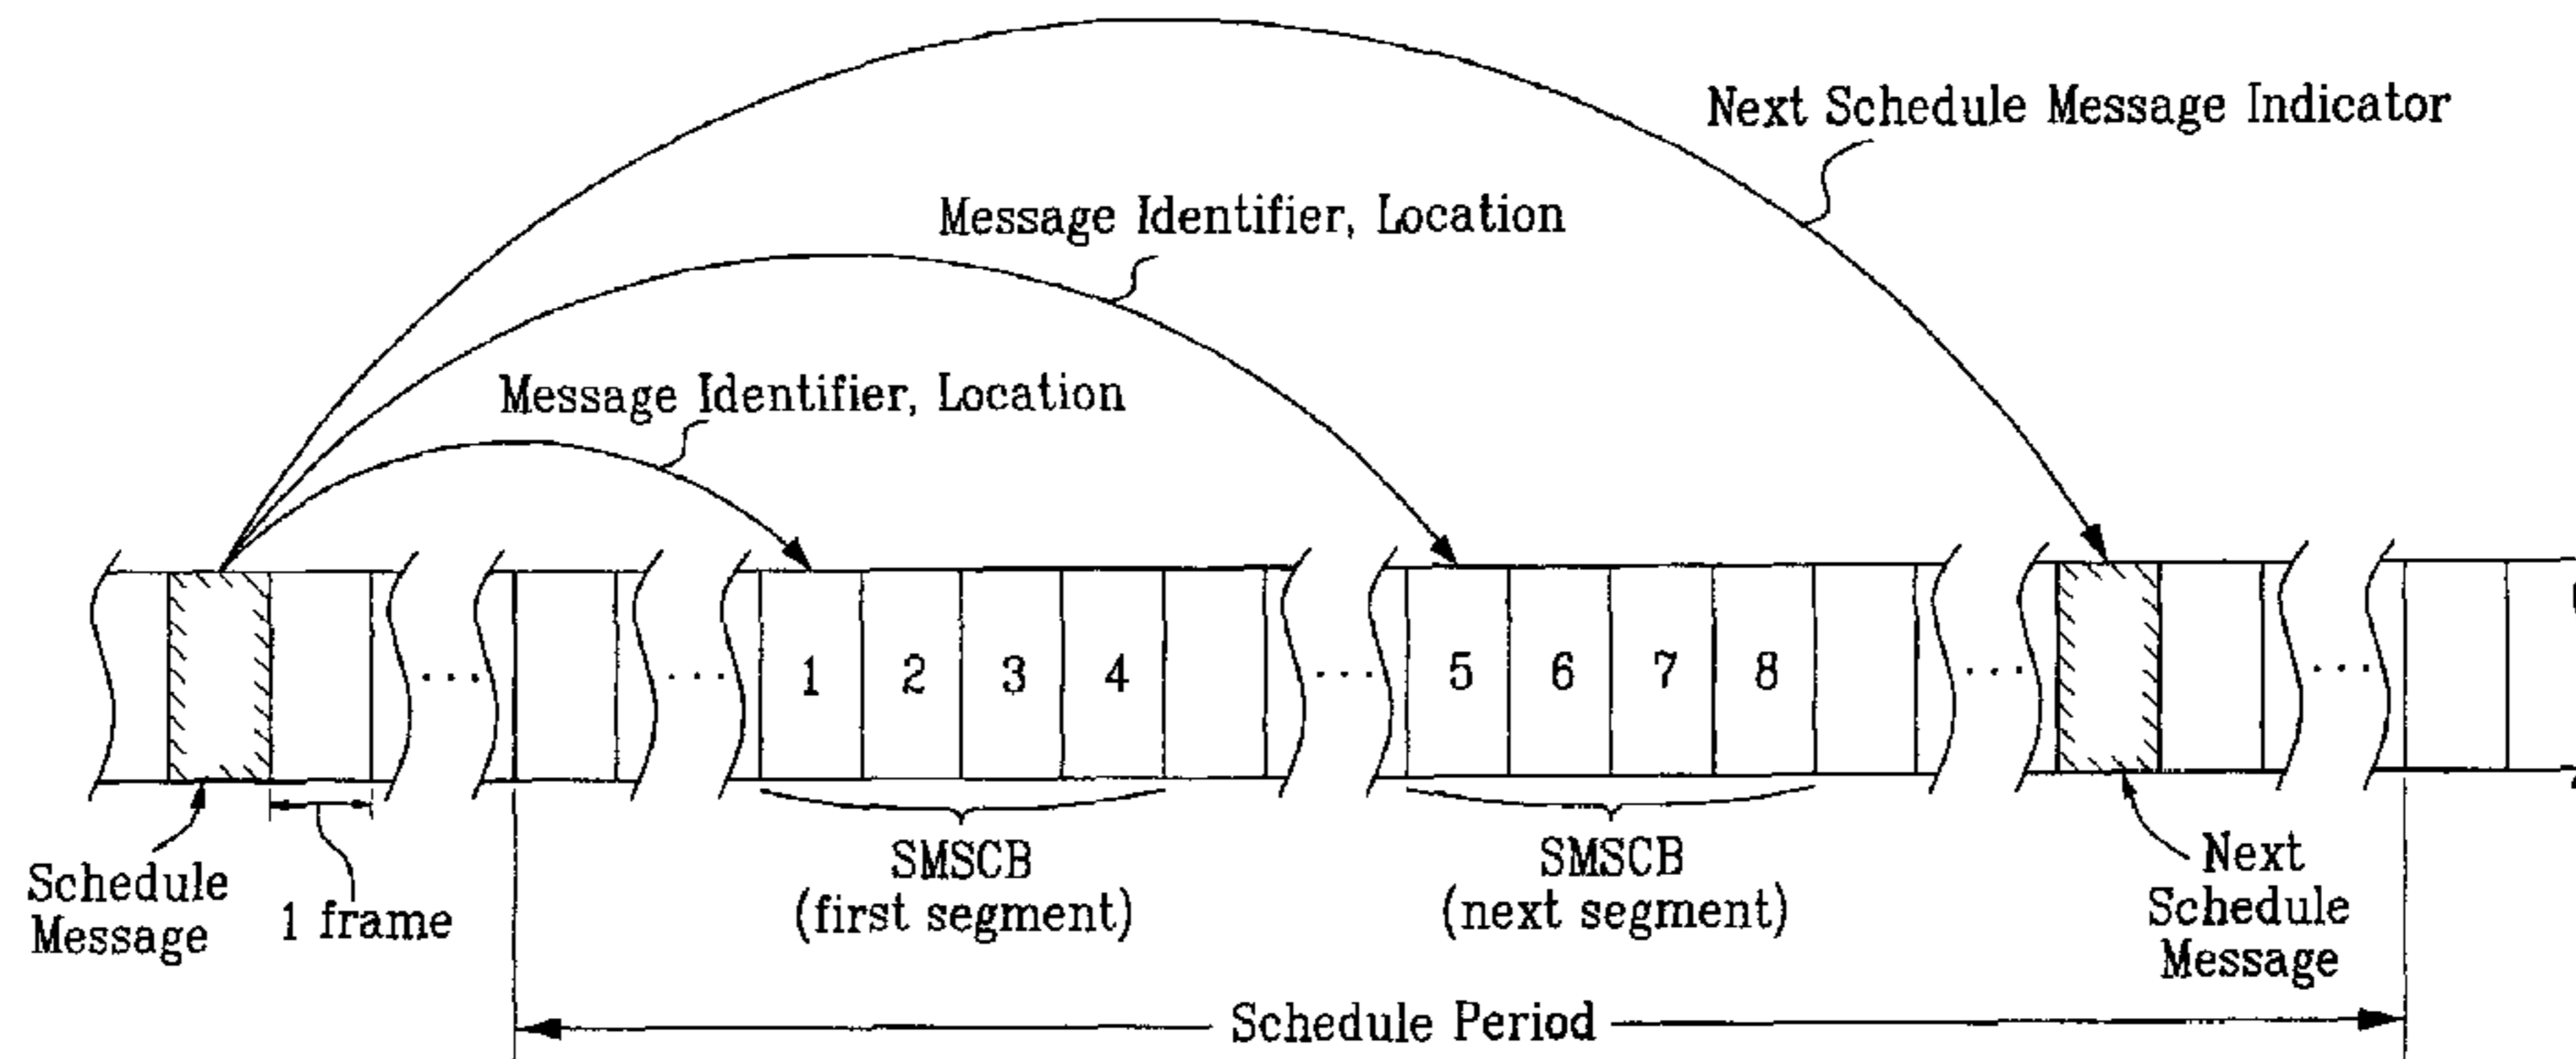 Next Schedule Message Indicator
Message Identifier, Location
Message Identifier, Location
... ... 1 2 3 4 ... 5 6 7 8 ... ...
Schedule
Message
1 frame
SMSCB
(first segment)
SMSCB
(next segment)
Next
Schedule
Message
Schedule Period